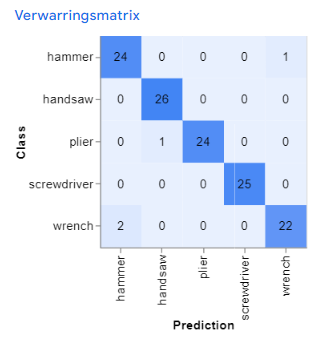 Verwarringsmatrix
hammer 24 0 0 0 1
handsaw 0 26 0 0 0
plier 0 1 24 0 0
screwdriver 0 0 0 25 0
wrench 2 0 0 0 22
Class
hammer handsaw plier screwdriver wrench
Prediction